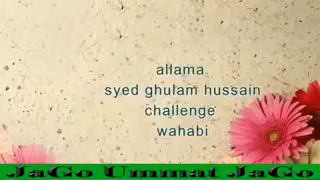 allama
syed ghulam hussain
challenge
wahabi
JaGo Ummat JaGo